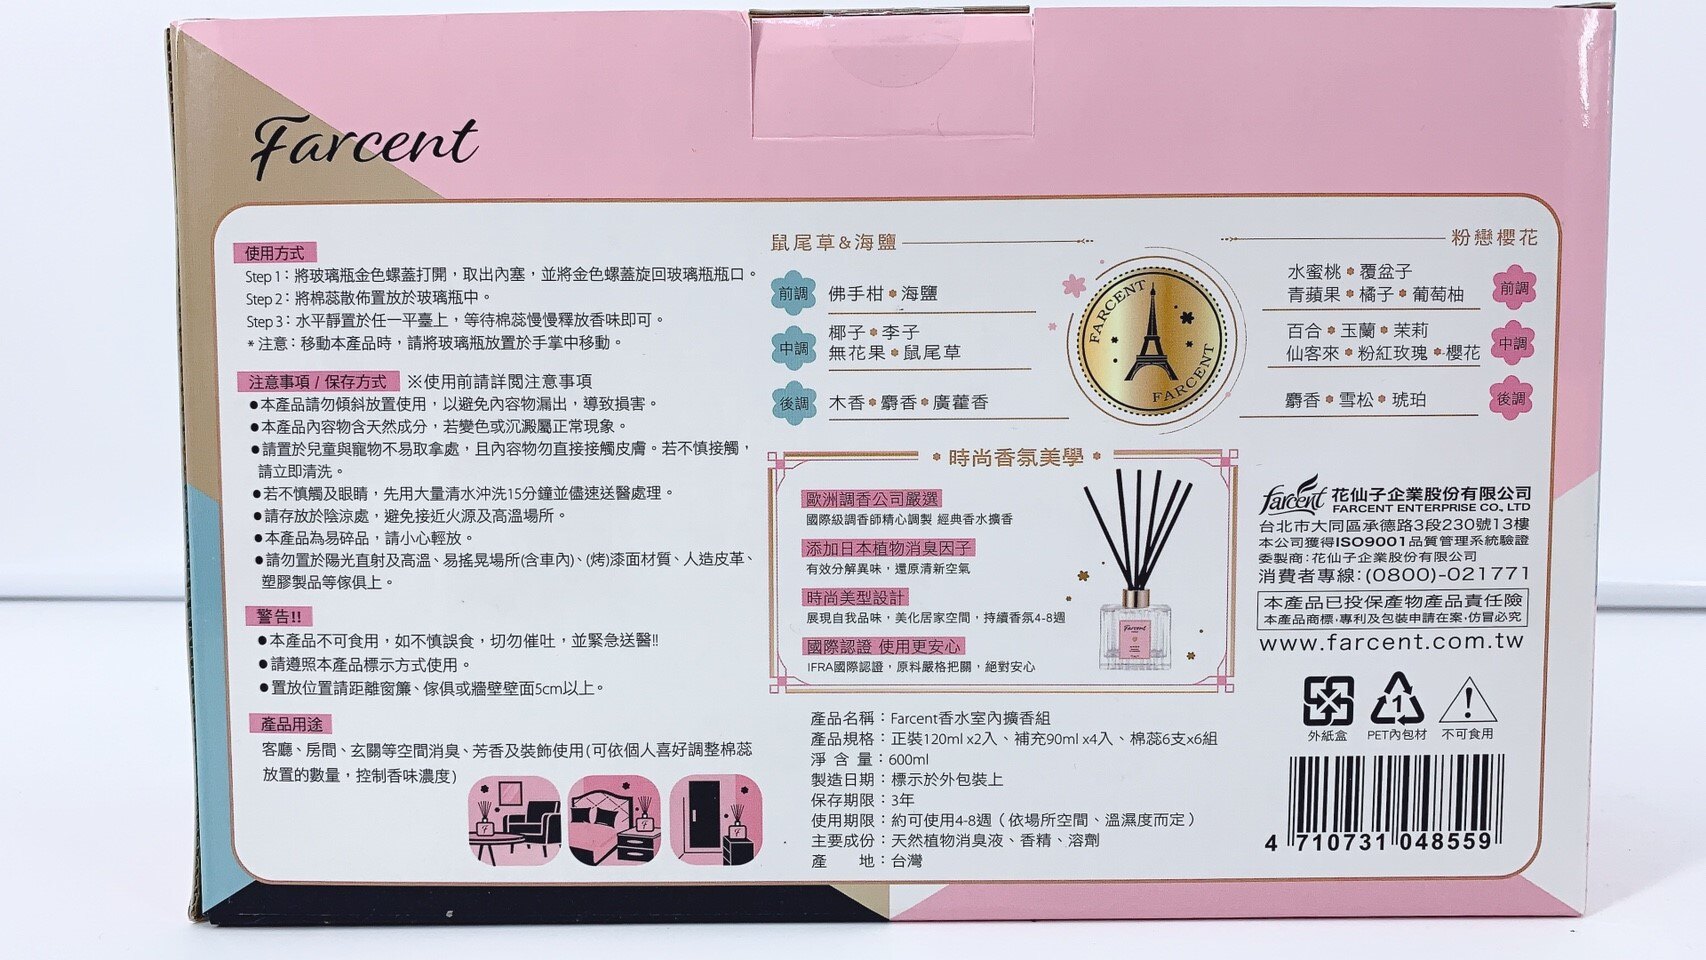 Farcent
使用方式
Step 1：將玻璃瓶金色螺蓋打開，取出內塞，並將金色螺蓋旋回玻璃瓶瓶口。
Step 2：將棉蕊散佈置放於玻璃瓶中。
Step 3：水平靜置於任一平臺上，等待棉蕊慢慢釋放香味即可。
*注意：移動本產品時，請將玻璃瓶放置於手掌中移動。
注意事項 / 保存方式 ※使用前請詳閱注意事項
●本產品請勿傾斜放置使用，以避免內容物漏出，導致損害。
●本產品內容物含天然成分，若變色或沉澱屬正常現象。
●請置於兒童與寵物不易取拿處，且內容物勿直接接觸皮膚。若不慎接觸，
請立即清洗。
●若不慎觸及眼睛，先用大量清水沖洗15分鐘並儘速送醫處理。
●請存放於陰涼處，避免接近火源及高溫場所。
●本產品為易碎品，請小心輕放。
●請勿置於陽光直射及高溫、易搖晃場所(含車內)、(烤)漆面材質、人造皮革、
塑膠製品等傢俱上。
警告!!
●本產品不可食用，如不慎誤食，切勿催吐，並緊急送醫!!
●請遵照本產品標示方式使用。
●置放位置請距離窗簾、傢俱或牆壁壁面5cm以上。
產品用途
客廳、房間、玄關等空間消臭、芳香及裝飾使用(可依個人喜好調整棉蕊
放置的數量，控制香味濃度)
鼠尾草&海鹽
前調 佛手柑●海鹽
中調 椰子●李子
無花果●鼠尾草
後調 木香●麝香●廣藿香
FARCENT
FARCENT
粉戀櫻花
水蜜桃●覆盆子
青蘋果●橘子●葡萄柚 前調
百合●玉蘭●茉莉
仙客來●粉紅玫瑰●櫻花 中調
麝香●雪松●琥珀 後調
時尚香氛美學
歐洲調香公司嚴選
國際級調香師精心調製 經典香水擴香
添加日本植物消臭因子
有效分解異味，還原清新空氣
時尚美型設計
展現自我品味，美化居家空間，持續香氛4-8週
國際認證 使用更安心
IFRA國際認證，原料嚴格把關，絕對安心
Farcent
產品名稱：Farcent香水室內擴香組
產品規格：正裝120ml x2入、補充90ml x4入、棉蕊6支x6組
淨 含 量：600ml
製造日期：標示於外包裝上
保存期限：3年
使用期限：約可使用4-8週（依場所空間、溫濕度而定）
主要成份：天然植物消臭液、香精、溶劑
產 地：台灣
farcent 花仙子企業股份有限公司
FARCENT ENTERPRISE CO., LTD
台北市大同區承德路3段230號13樓
本公司獲得ISO9001品質管理系統驗證
委製商：花仙子企業股份有限公司
消費者專線：(0800)-021771
本產品已投保產物產品責任險
本產品商標‧專利及包裝申請在案‧仿冒必究
www.farcent.com.tw
1
外紙盒 PET內包材 不可食用
4 710731 048559